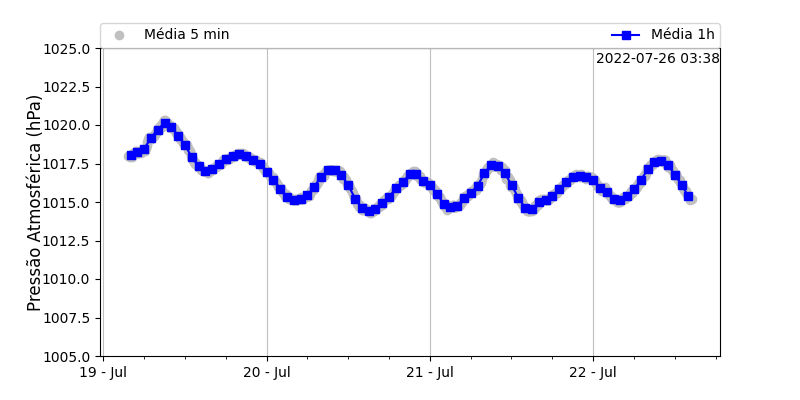 Média 5 min
Média 1h
2022-07-26 03:38
Pressão Atmosférica (hPa)
1025.0
1022.5
1020.0
1017.5
1015.0
1012.5
1010.0
1007.5
1005.0
19 - Jul
20 - Jul
21 - Jul
22 - Jul